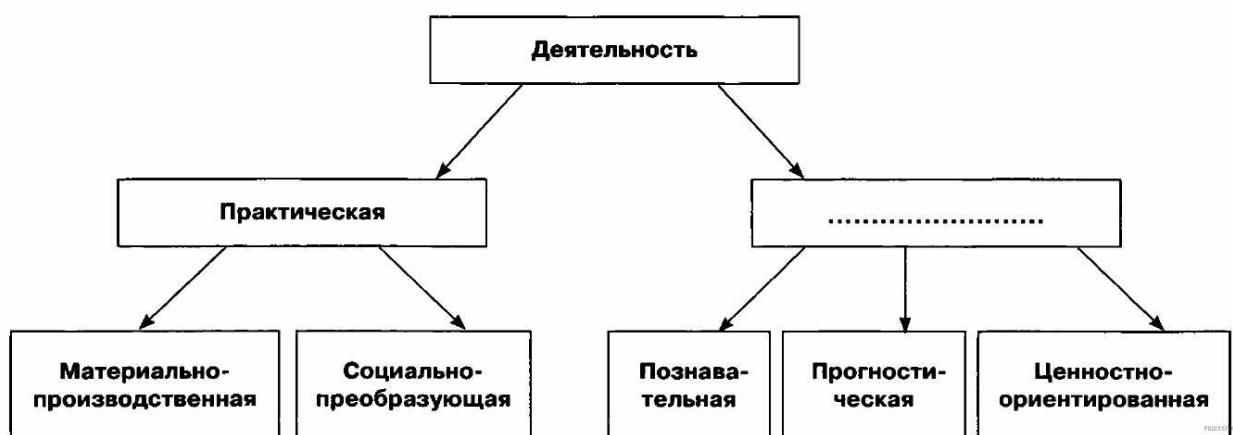 Деятельность
Практическая
...........................
Материально-
производственная
Социально-
преобразующая
Познава-
тельная
Прогности-
ческая
Ценностно-
ориентированная